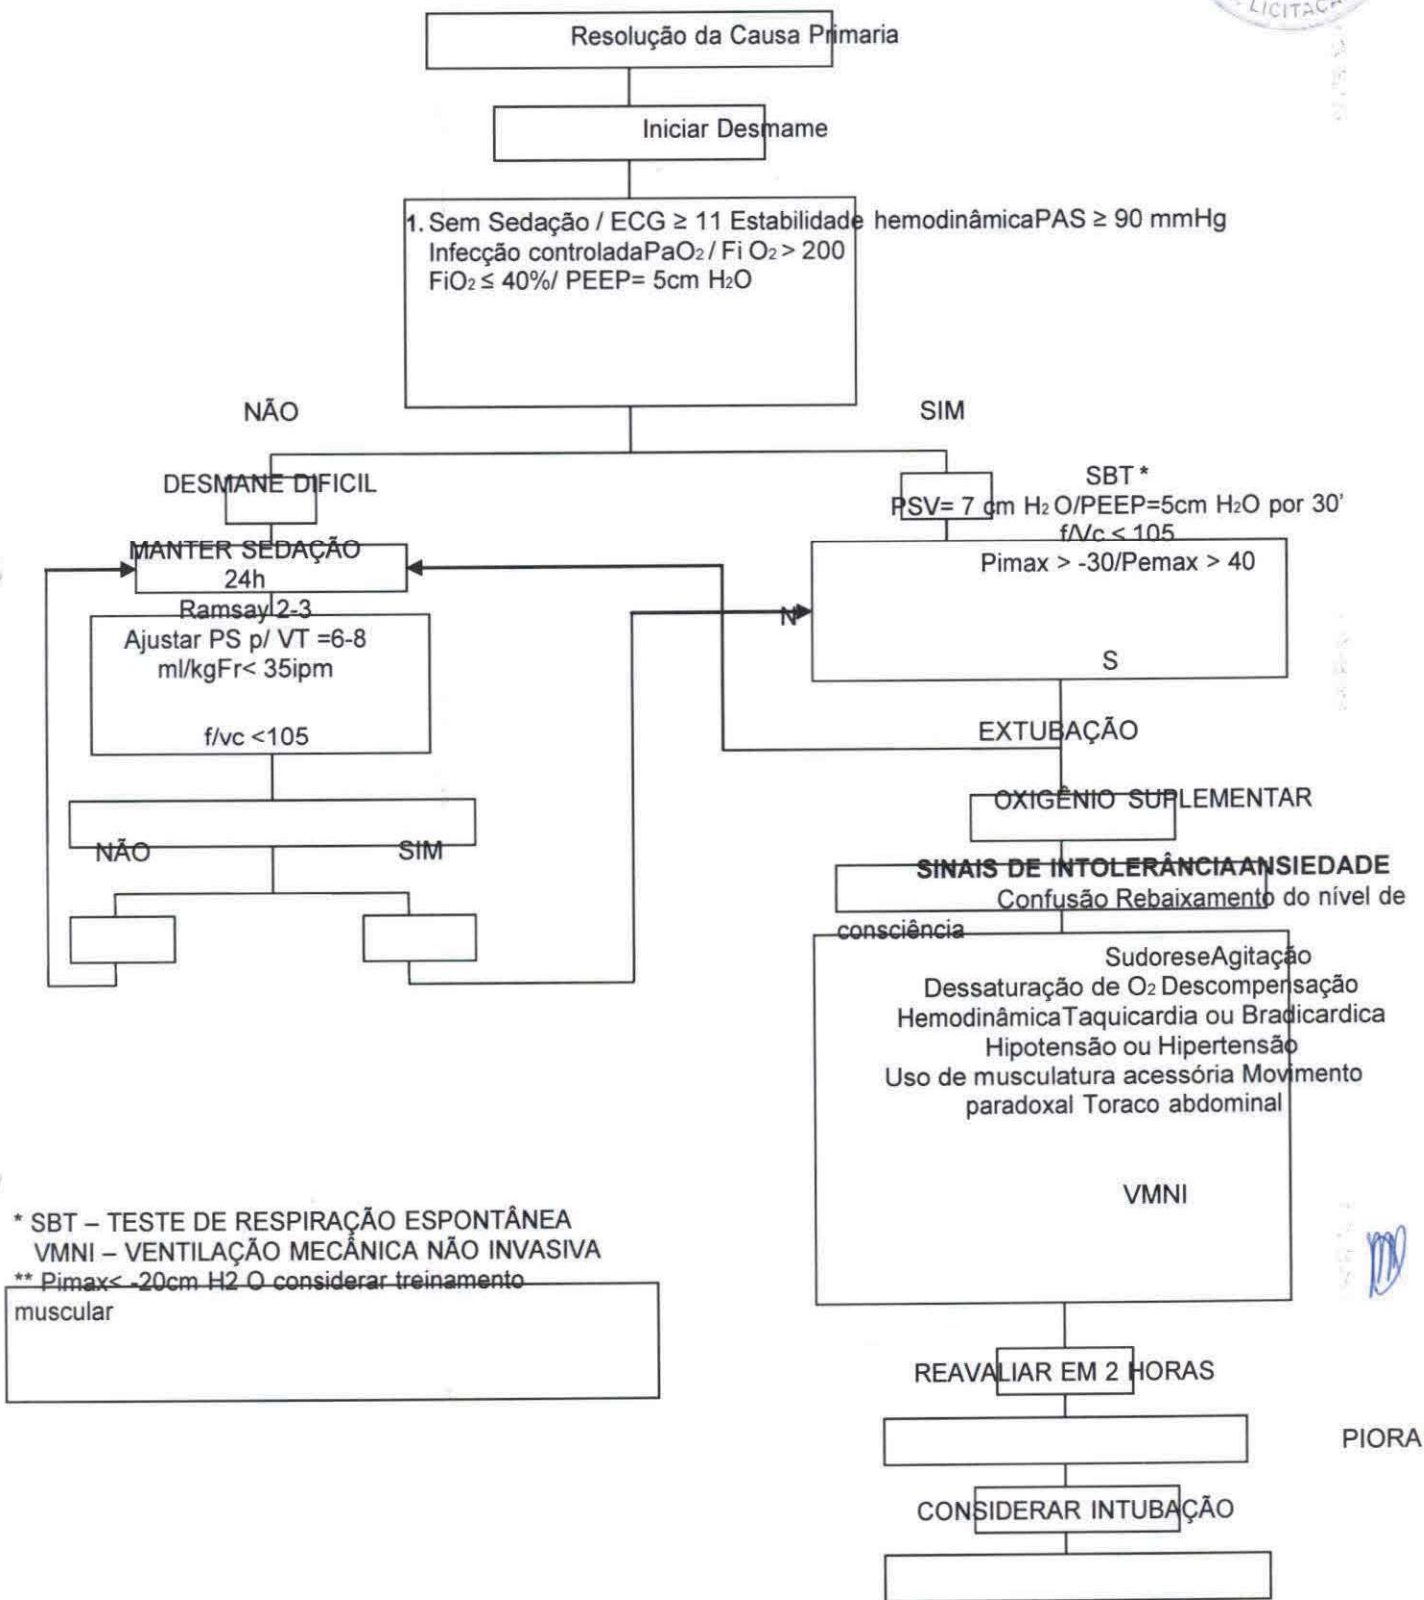 LICITAÇÃ
Resolução da Causa Primaria
Iniciar Desmame
1. Sem Sedação / ECG ≥ 11 Estabilidade hemodinâmicaPAS ≥ 90 mmHg
Infecção controladaPaO₂ / Fi O₂ > 200
FiO₂ ≤ 40%/ PEEP= 5cm H₂O
NÃO
SIM
DESMANE DIFICIL
MANTER SEDAÇÃO
24h
Ramsay 2-3
Ajustar PS p/ VT =6-8
ml/kgFr< 35ipm
f/vc <105
NÃO
SIM
SBT *
PSV= 7 cm H₂ O/PEEP=5cm H₂O por 30’
f/Vc < 105
Pimax > -30/Pemax > 40
N
S
EXTUBAÇÃO
OXIGÊNIO SUPLEMENTAR
SINAIS DE INTOLERÂNCIAANSIEDADE
Confusão Rebaixamento do nível de
consciência
SudoreseAgitação
Dessaturação de O₂ Descompensação
HemodinâmicaTaquicardia ou Bradicardica
Hipotensão ou Hipertensão
Uso de musculatura acessória Movimento
paradoxal Toraco abdominal
VMNI
* SBT – TESTE DE RESPIRAÇÃO ESPONTÂNEA
VMNI – VENTILAÇÃO MECÂNICA NÃO INVASIVA
** Pimax< -20cm H2 O considerar treinamento
muscular
REAVALIAR EM 2 HORAS
PIORA
CONSIDERAR INTUBAÇÃO